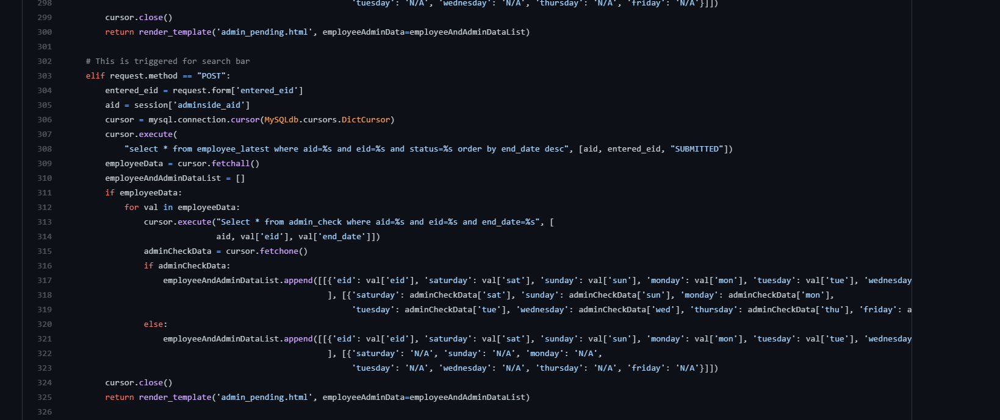 298 'tuesday': 'N/A', 'wednesday': 'N/A', 'thursday': 'N/A', 'friday': 'N/A'}]])
299 cursor.close()
300 return render_template('admin_pending.html', employeeAdminData=employeeAndAdminDataList)
301
302 # This is triggered for search bar
303 elif request.method == "POST":
304 entered_eid = request.form['entered_eid']
305 aid = session['adminside_aid']
306 cursor = mysql.connection.cursor(MySQLdb.cursors.DictCursor)
307 cursor.execute(
308 "select * from employee_latest where aid=%s and eid=%s and status=%s order by end_date desc", [aid, entered_eid, "SUBMITTED"])
309 employeeData = cursor.fetchall()
310 employeeAndAdminDataList = []
311 if employeeData:
312 for val in employeeData:
313 cursor.execute("Select * from admin_check where aid=%s and eid=%s and end_date=%s", [
314 aid, val['eid'], val['end_date']])
315 adminCheckData = cursor.fetchone()
316 if adminCheckData:
317 employeeAndAdminDataList.append([[{'eid': val['eid'], 'saturday': val['sat'], 'sunday': val['sun'], 'monday': val['mon'], 'tuesday': val['tue'], 'wednesday
318 ], [{'saturday': adminCheckData['sat'], 'sunday': adminCheckData['sun'], 'monday': adminCheckData['mon'],
319 'tuesday': adminCheckData['tue'], 'wednesday': adminCheckData['wed'], 'thursday': adminCheckData['thu'], 'friday': a
320 else:
321 employeeAndAdminDataList.append([[{'eid': val['eid'], 'saturday': val['sat'], 'sunday': val['sun'], 'monday': val['mon'], 'tuesday': val['tue'], 'wednesday
322 ], [{'saturday': 'N/A', 'sunday': 'N/A', 'monday': 'N/A',
323 'tuesday': 'N/A', 'wednesday': 'N/A', 'thursday': 'N/A', 'friday': 'N/A'}]])
324 cursor.close()
325 return render_template('admin_pending.html', employeeAdminData=employeeAndAdminDataList)
326